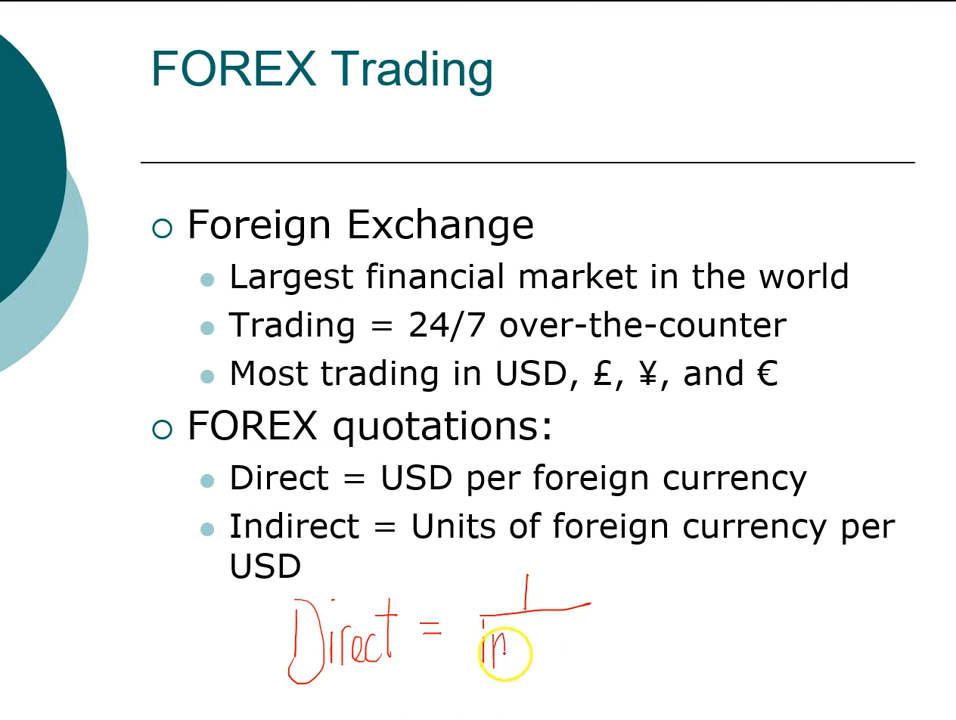 FOREX Trading
Foreign Exchange
Largest financial market in the world
Trading = 24/7 over-the-counter
Most trading in USD, £, ¥, and €
FOREX quotations:
Direct = USD per foreign currency
Indirect = Units of foreign currency per
USD
Direct = 1
in